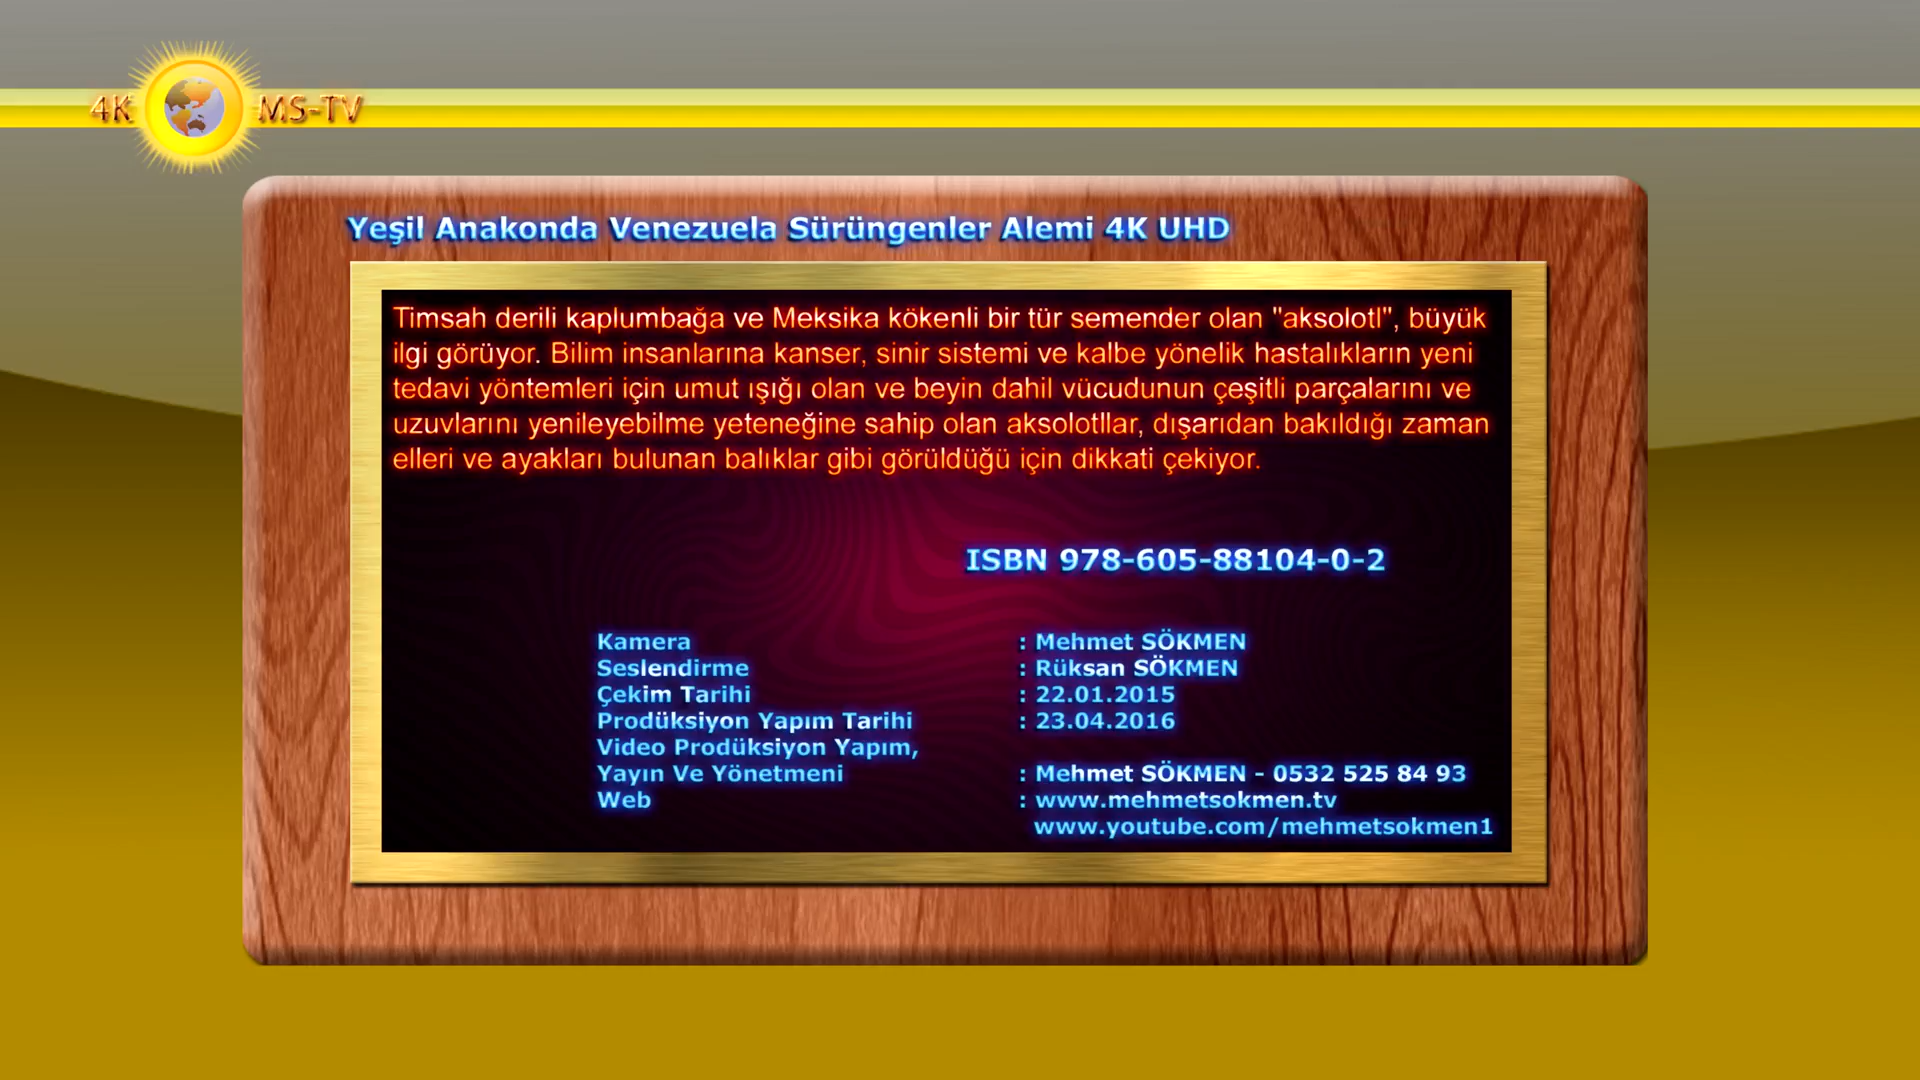 4K MS-TV
Yeşil Anakonda Venezuela Sürüngenler Alemi 4K UHD
Timsah derili kaplumbağa ve Meksika kökenli bir tür semender olan "aksolotl", büyük
ilgi görüyor. Bilim insanlarına kanser, sinir sistemi ve kalbe yönelik hastalıkların yeni
tedavi yöntemleri için umut ışığı olan ve beyin dahil vücudunun çeşitli parçalarını ve
uzuvlarını yenileyebilme yeteneğine sahip olan aksolotllar, dışarıdan bakıldığı zaman
elleri ve ayakları bulunan balıklar gibi görüldüğü için dikkati çekiyor.
ISBN 978-605-88104-0-2
Kamera : Mehmet SÖKMEN
Seslendirme : Rüksan SÖKMEN
Çekim Tarihi : 22.01.2015
Prodüksiyon Yapım Tarihi : 23.04.2016
Video Prodüksiyon Yapım,
Yayın Ve Yönetmeni : Mehmet SÖKMEN - 0532 525 84 93
Web : www.mehmetsokmen.tv
www.youtube.com/mehmetsokmen1